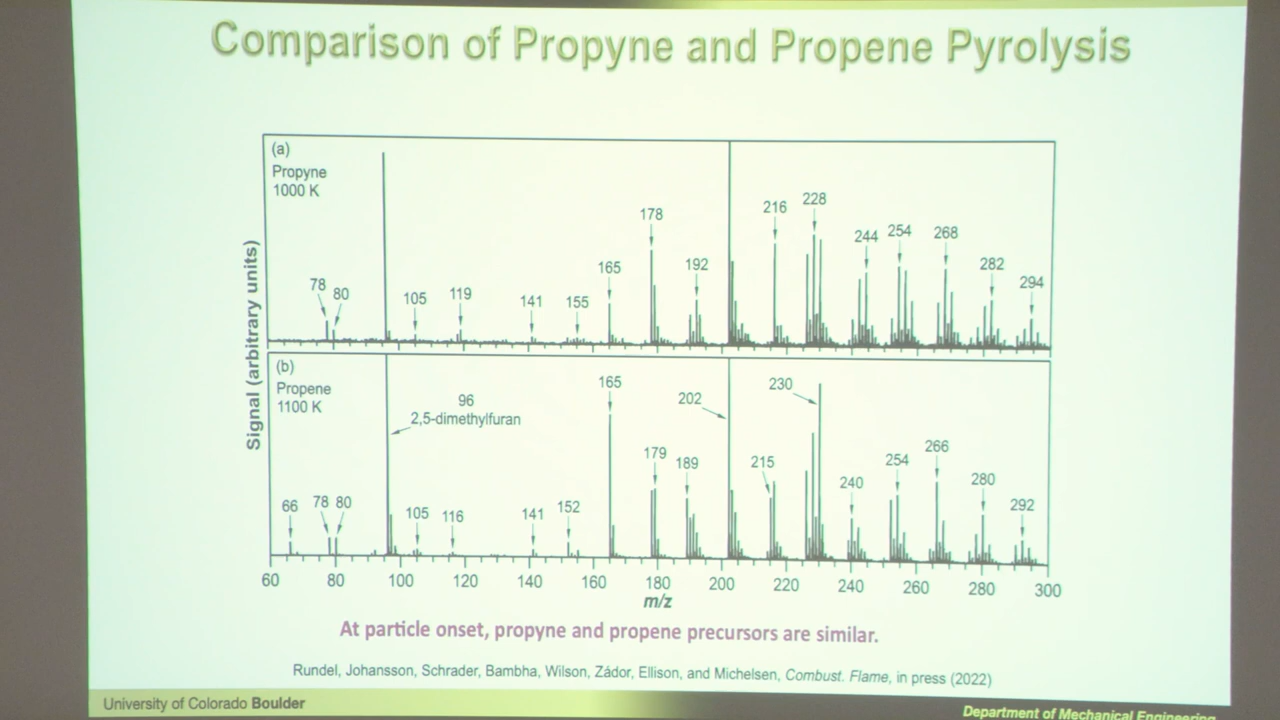 Comparison of Propyne and Propene Pyrolysis
(a)
Propyne
1000 K
78
80
105
119
141
155
165
178
192
216
228
244
254
268
282
294
Signal (arbitrary units)
(b)
Propene
1100 K
96
2,5-dimethylfuran
66
78
80
105
116
141
152
165
179
189
202
215
230
240
254
266
280
292
60 80 100 120 140 160 180 200 220 240 260 280 300
m/z
At particle onset, propyne and propene precursors are similar.
Rundel, Johansson, Schrader, Bambha, Wilson, Zádor, Ellison, and Michelsen, Combust. Flame, in press (2022)
University of Colorado Boulder
Department of Mechanical Engineering